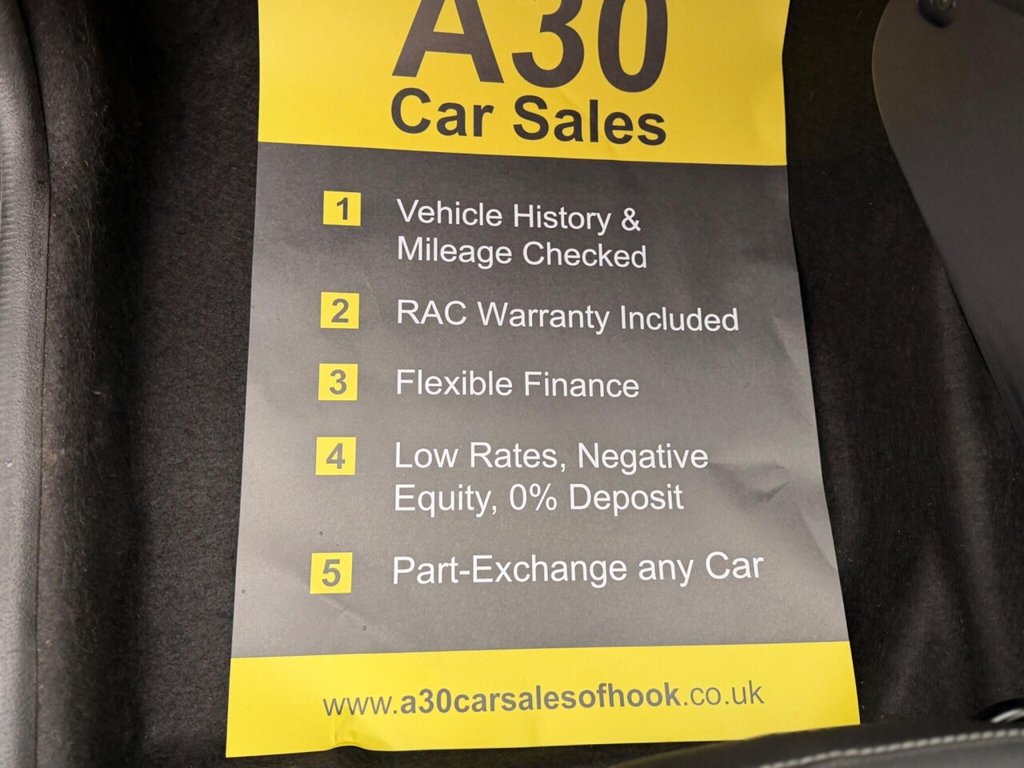 A30
Car Sales
1 Vehicle History &
Mileage Checked
2 RAC Warranty Included
3 Flexible Finance
4 Low Rates, Negative
Equity, 0% Deposit
5 Part-Exchange any Car
www.a30carsalesofhook.co.uk